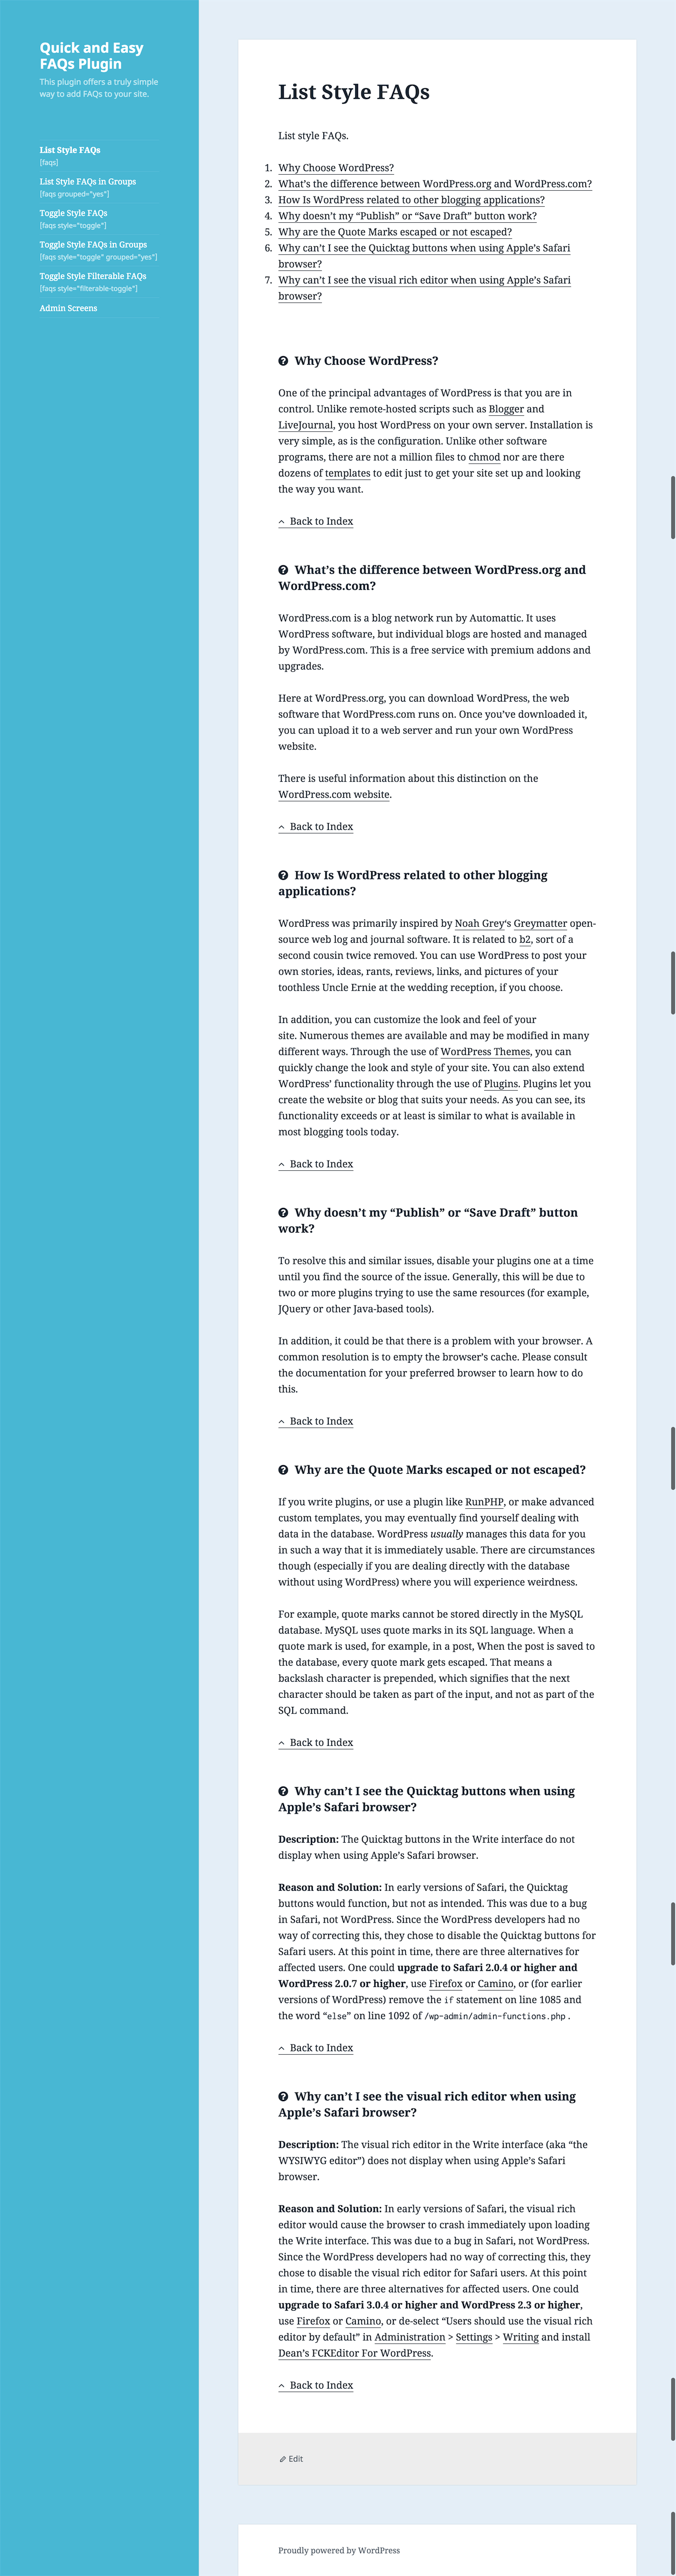 Quick and Easy
FAQs Plugin
This plugin offers a truly simple
way to add FAQs to your site.
List Style FAQs
[faqs]
List Style FAQs in Groups
[faqs grouped="yes"]
Toggle Style FAQs
[faqs style="toggle"]
Toggle Style FAQs in Groups
[faqs style="toggle" grouped="yes"]
Toggle Style Filterable FAQs
[faqs style="filterable-toggle"]
Admin Screens
List Style FAQs
List style FAQs.
1. Why Choose WordPress?
2. What’s the difference between WordPress.org and WordPress.com?
3. How Is WordPress related to other blogging applications?
4. Why doesn’t my “Publish” or “Save Draft” button work?
5. Why are the Quote Marks escaped or not escaped?
6. Why can’t I see the Quicktag buttons when using Apple’s Safari
browser?
7. Why can’t I see the visual rich editor when using Apple’s Safari
browser?
Why Choose WordPress?
One of the principal advantages of WordPress is that you are in
control. Unlike remote-hosted scripts such as Blogger and
LiveJournal, you host WordPress on your own server. Installation is
very simple, as is the configuration. Unlike other software
programs, there are not a million files to chmod nor are there
dozens of templates to edit just to get your site set up and looking
the way you want.
Back to Index
What’s the difference between WordPress.org and
WordPress.com?
WordPress.com is a blog network run by Automattic. It uses
WordPress software, but individual blogs are hosted and managed
by WordPress.com. This is a free service with premium addons and
upgrades.
Here at WordPress.org, you can download WordPress, the web
software that WordPress.com runs on. Once you’ve downloaded it,
you can upload it to a web server and run your own WordPress
website.
There is useful information about this distinction on the
WordPress.com website.
Back to Index
How Is WordPress related to other blogging
applications?
WordPress was primarily inspired by Noah Grey‘s Greymatter open-
source web log and journal software. It is related to b2, sort of a
second cousin twice removed. You can use WordPress to post your
own stories, ideas, rants, reviews, links, and pictures of your
toothless Uncle Ernie at the wedding reception, if you choose.
In addition, you can customize the look and feel of your
site. Numerous themes are available and may be modified in many
different ways. Through the use of WordPress Themes, you can
quickly change the look and style of your site. You can also extend
WordPress’ functionality through the use of Plugins. Plugins let you
create the website or blog that suits your needs. As you can see, its
functionality exceeds or at least is similar to what is available in
most blogging tools today.
Back to Index
Why doesn’t my “Publish” or “Save Draft” button
work?
To resolve this and similar issues, disable your plugins one at a time
until you find the source of the issue. Generally, this will be due to
two or more plugins trying to use the same resources (for example,
JQuery or other Java-based tools).
In addition, it could be that there is a problem with your browser. A
common resolution is to empty the browser’s cache. Please consult
the documentation for your preferred browser to learn how to do
this.
Back to Index
Why are the Quote Marks escaped or not escaped?
If you write plugins, or use a plugin like RunPHP, or make advanced
custom templates, you may eventually find yourself dealing with
data in the database. WordPress usually manages this data for you
in such a way that it is immediately usable. There are circumstances
though (especially if you are dealing directly with the database
without using WordPress) where you will experience weirdness.
For example, quote marks cannot be stored directly in the MySQL
database. MySQL uses quote marks in its SQL language. When a
quote mark is used, for example, in a post, When the post is saved to
the database, every quote mark gets escaped. That means a
backslash character is prepended, which signifies that the next
character should be taken as part of the input, and not as part of the
SQL command.
Back to Index
Why can’t I see the Quicktag buttons when using
Apple’s Safari browser?
Description: The Quicktag buttons in the Write interface do not
display when using Apple’s Safari browser.
Reason and Solution: In early versions of Safari, the Quicktag
buttons would function, but not as intended. This was due to a bug
in Safari, not WordPress. Since the WordPress developers had no
way of correcting this, they chose to disable the Quicktag buttons for
Safari users. At this point in time, there are three alternatives for
affected users. One could upgrade to Safari 2.0.4 or higher and
WordPress 2.0.7 or higher, use Firefox or Camino, or (for earlier
versions of WordPress) remove the if statement on line 1085 and
the word “else” on line 1092 of /wp-admin/admin-functions.php .
Back to Index
Why can’t I see the visual rich editor when using
Apple’s Safari browser?
Description: The visual rich editor in the Write interface (aka “the
WYSIWYG editor”) does not display when using Apple’s Safari
browser.
Reason and Solution: In early versions of Safari, the visual rich
editor would cause the browser to crash immediately upon loading
the Write interface. This was due to a bug in Safari, not WordPress.
Since the WordPress developers had no way of correcting this, they
chose to disable the visual rich editor for Safari users. At this point
in time, there are three alternatives for affected users. One could
upgrade to Safari 3.0.4 or higher and WordPress 2.3 or higher,
use Firefox or Camino, or de-select “Users should use the visual rich
editor by default” in Administration > Settings > Writing and install
Dean’s FCKEditor For WordPress.
Back to Index
Edit
Proudly powered by WordPress